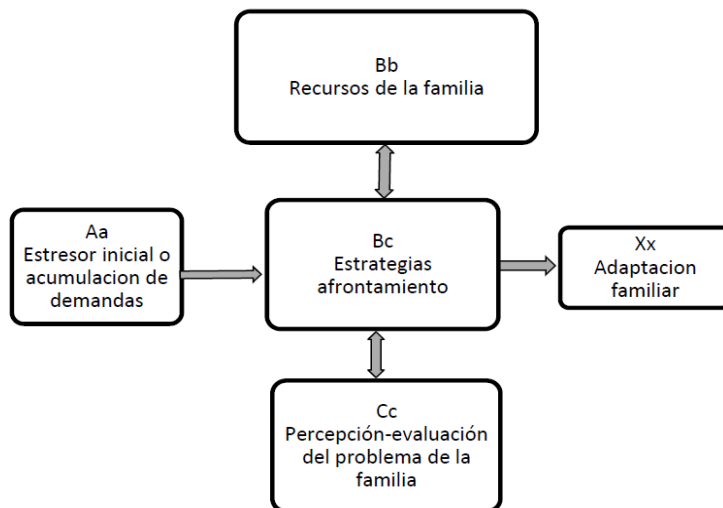 Bb
Recursos de la familia
Aa
Estresor inicial o
acumulacion de
demandas
Bc
Estrategias
afrontamiento
Xx
Adaptacion
familiar
Cc
Percepción-evaluación
del problema de la
familia